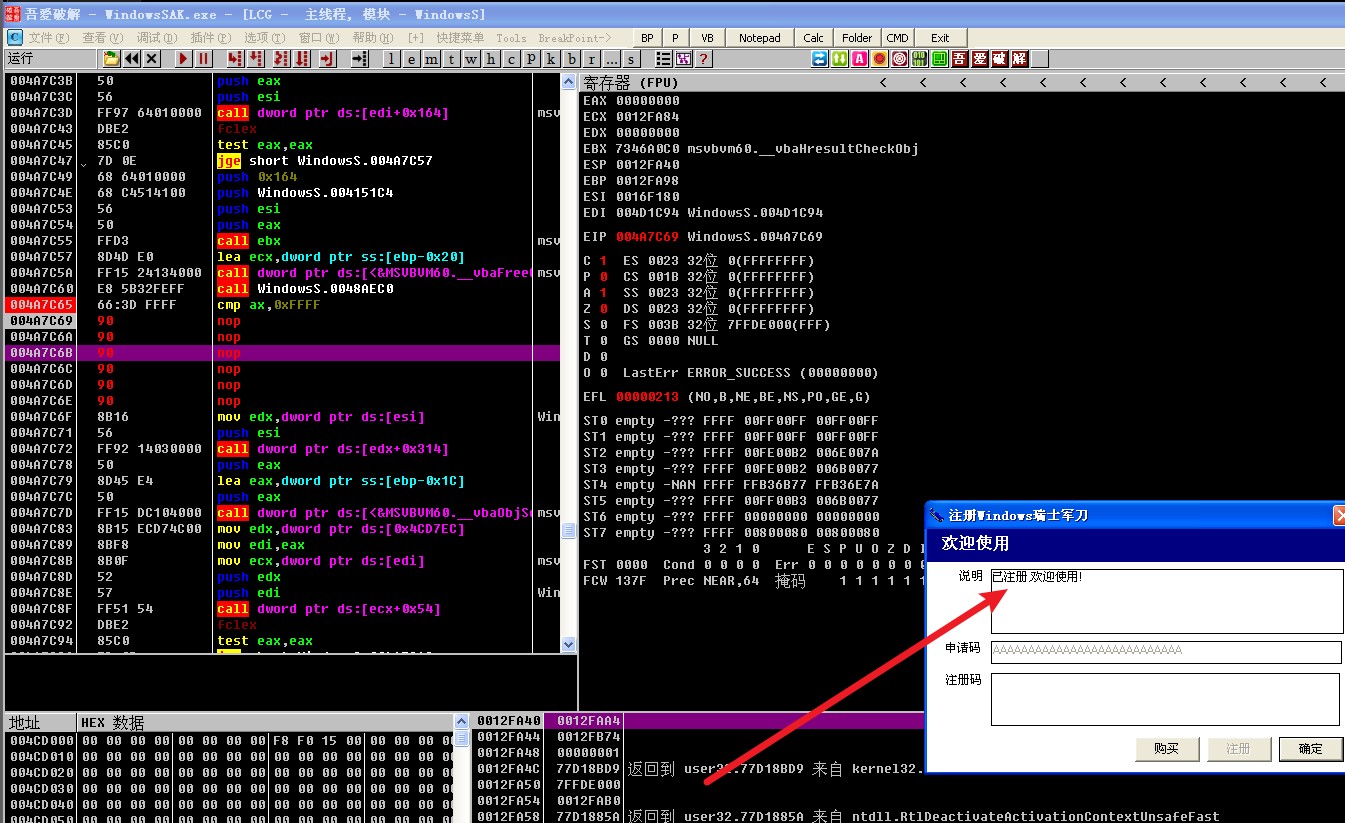 吾愛破解 - WindowsSAK.exe - [LCG - 主线程, 模块 - WindowsS]
文件(F) 查看(V) 调试(D) 插件(P) 选项(T) 窗口(W) 帮助(H) [+] 快捷菜单 Tools BreakPoint-> BP P VB Notepad Calc Folder CMD Exit
运行 l e m t w h c p k b r ... s ? 吾 爱 破 解
004A7C3B 50 push eax
004A7C3C 56 push esi
004A7C3D FF97 64010000 call dword ptr ds:[edi+0x164] msv
004A7C43 DBE2 fclex
004A7C45 85C0 test eax,eax
004A7C47 7D 0E jge short WindowsS.004A7C57
004A7C49 68 64010000 push 0x164
004A7C4E 68 C4514100 push WindowsS.004151C4
004A7C53 56 push esi
004A7C54 50 push eax
004A7C55 FFD3 call ebx msv
004A7C57 8D4D E0 lea ecx,dword ptr ss:[ebp-0x20]
004A7C5A FF15 24134000 call dword ptr ds:[<&MSVBVM60.__vbaFree msv
004A7C60 E8 5B32FEFF call WindowsS.0048AEC0
004A7C65 66:3D FFFF cmp ax,0xFFFF
004A7C69 90 nop
004A7C6A 90 nop
004A7C6B 90 nop
004A7C6C 90 nop
004A7C6D 90 nop
004A7C6E 90 nop
004A7C6F 8B16 mov edx,dword ptr ds:[esi] Win
004A7C71 56 push esi
004A7C72 FF92 14030000 call dword ptr ds:[edx+0x314]
004A7C78 50 push eax
004A7C79 8D45 E4 lea eax,dword ptr ss:[ebp-0x1C]
004A7C7C 50 push eax
004A7C7D FF15 DC104000 call dword ptr ds:[<&MSVBVM60.__vbaObjS msv
004A7C83 8B15 ECD74C00 mov edx,dword ptr ds:[0x4CD7EC]
004A7C89 8BF8 mov edi,eax
004A7C8B 8B0F mov ecx,dword ptr ds:[edi] msv
004A7C8D 52 push edx
004A7C8E 57 push edi Win
004A7C8F FF51 54 call dword ptr ds:[ecx+0x54]
004A7C92 DBE2 fclex
004A7C94 85C0 test eax,eax
寄存器 (FPU) < < < < < < < < < < < <
EAX 00000000
ECX 0012FA84
EDX 00000000
EBX 7346A0C0 msvbvm60.__vbaHresultCheckObj
ESP 0012FA40
EBP 0012FA98
ESI 0016F180
EDI 004D1C94 WindowsS.004D1C94
EIP 004A7C69 WindowsS.004A7C69
C 1 ES 0023 32位 0(FFFFFFFF)
P 0 CS 001B 32位 0(FFFFFFFF)
A 1 SS 0023 32位 0(FFFFFFFF)
Z 0 DS 0023 32位 0(FFFFFFFF)
S 0 FS 003B 32位 7FFDE000(FFF)
T 0 GS 0000 NULL
D 0
O 0 LastErr ERROR_SUCCESS (00000000)
EFL 00000213 (NO,B,NE,BE,NS,PO,GE,G)
ST0 empty -??? FFFF 00FF00FF 00FF00FF
ST1 empty -??? FFFF 00FF00FF 00FF00FF
ST2 empty -??? FFFF 00FE00B2 006E007A
ST3 empty -??? FFFF 00FE00B2 006B0077
ST4 empty -NAN FFFF FFB36B77 FFB36E7A
ST5 empty -??? FFFF 00FF00B3 006B0077
ST6 empty -??? FFFF 00000000 00000000
ST7 empty -??? FFFF 00800080 00800080
3 2 1 0 E S P U O Z D I
FST 0000 Cond 0 0 0 0 Err 0 0 0 0 0 0 0 0
FCW 137F Prec NEAR,64 掩码 1 1 1 1 1 1
注册Windows瑞士军刀
欢迎使用
说明 已注册,欢迎使用!
申请码 AAAAAAAAAAAAAAAAAAAAAAAAAAA
注册码
购买 注册 确定
地址 HEX 数据
004CD000 00 00 00 00 00 00 00 00 F8 F0 15 00 00 00 00 0
004CD010 00 00 00 00 00 00 00 00 00 00 00 00 00 00 00 0
004CD020 00 00 00 00 00 00 00 00 00 00 00 00 00 00 00 0
004CD030 00 00 00 00 00 00 00 00 00 00 00 00 00 00 00 0
004CD040 00 00 00 00 00 00 00 00 00 00 00 00 00 00 00 0
004CD050 00 00 00 00 00 00 00 00 00 00 00 00 00 00 00 0
0012FA40 0012FAA4
0012FA44 0012FB74
0012FA48 00000001
0012FA4C 77D18BD9 返回到 user32.77D18BD9 来自 kernel32.
0012FA50 7FFDE000
0012FA54 0012FAB0
0012FA58 77D1885A 返回到 user32.77D1885A 来自 ntdll.RtlDeactivateActivationContextUnsafeFast